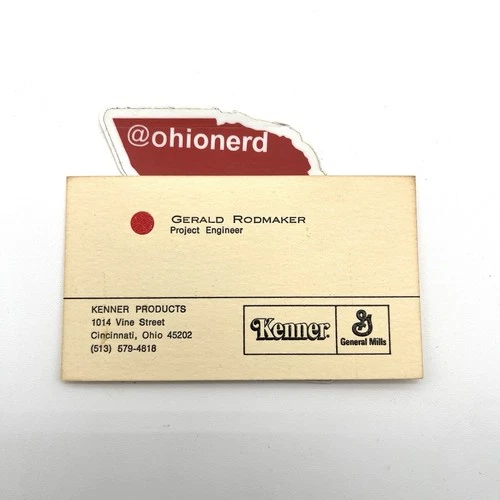 @ohionerd
GERALD RODMAKER
Project Engineer
KENNER PRODUCTS
1014 Vine Street
Cincinnati, Ohio 45202
(513) 579-4818
Kenner
G
General Mills